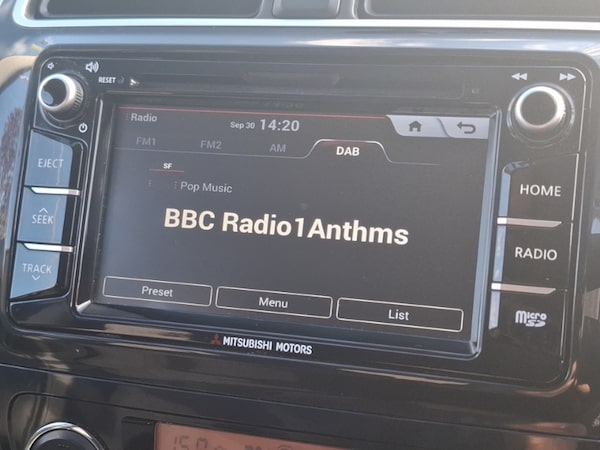 RESET
Radio
Sep 30 14:20
FM1 FM2 AM DAB
SF
Pop Music
BBC Radio1Anthms
Preset Menu List
EJECT
SEEK
TRACK
HOME
RADIO
micro SD
MITSUBISHI MOTORS